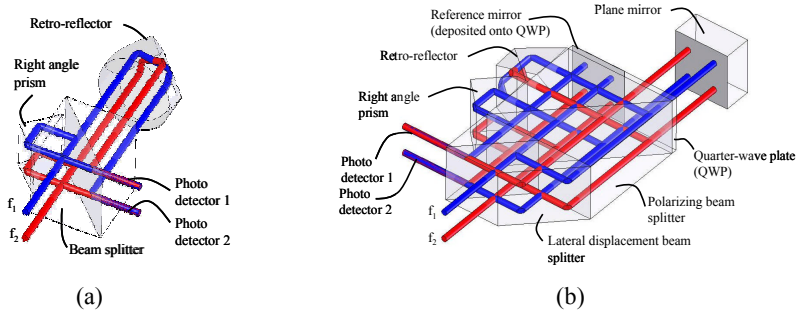 Retro-reflector
Right angle
prism
Photo
detector 1
Photo
detector 2
f1
f2
Beam splitter
(a)
Reference mirror
(deposited onto QWP)
Plane mirror
Retro-reflector
Right angle
prism
Photo
detector 1
Photo
detector 2
Quarter-wave plate
(QWP)
Polarizing beam
splitter
f1
f2
Lateral displacement beam
splitter
(b)